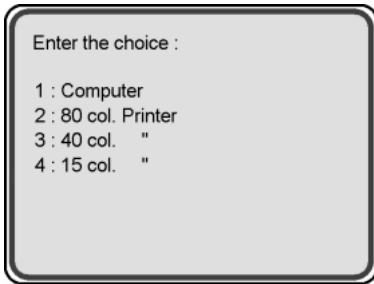 Enter the choice :
1 : Computer
2 : 80 col. Printer
3 : 40 col. "
4 : 15 col. "